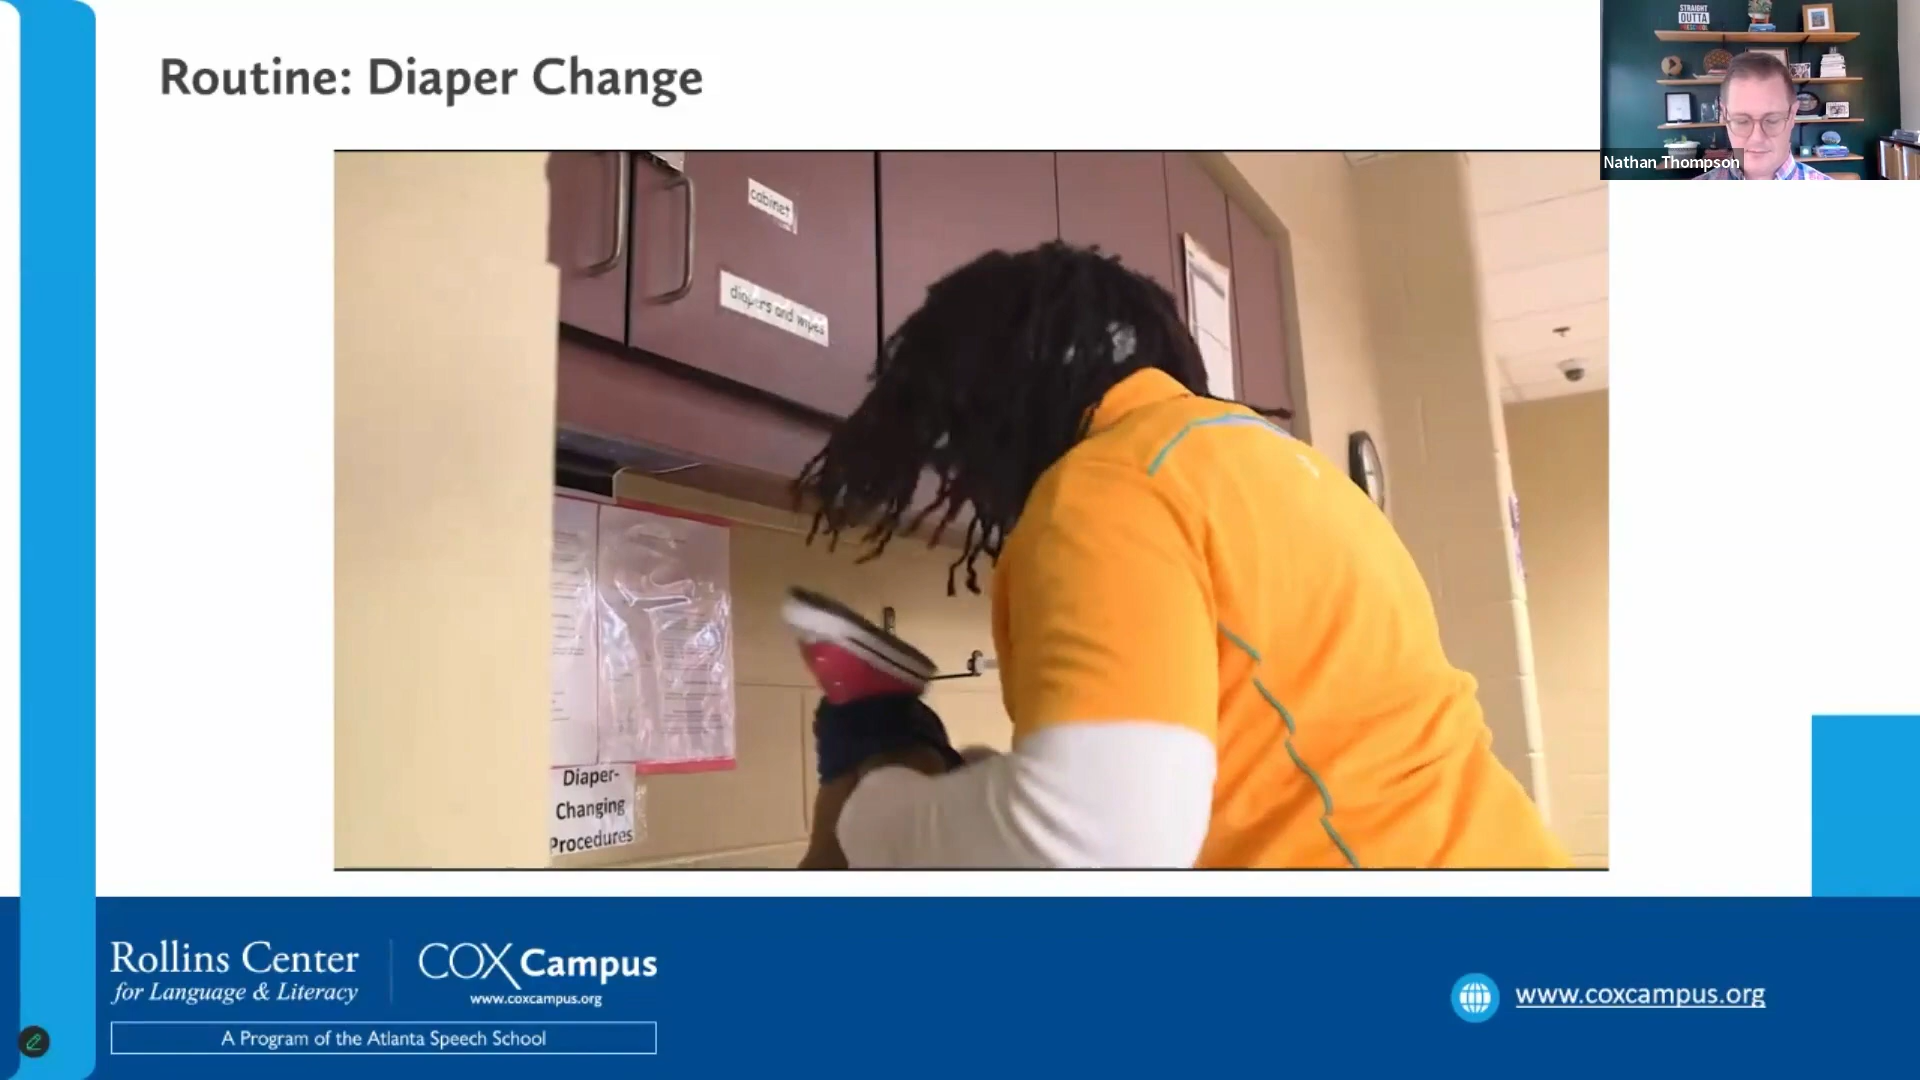 Routine: Diaper Change
STRAIGHT
OUTTA
Nathan Thompson
cabinet
diapers and wipes
Diaper-
Changing
Procedures
Rollins Center
for Language & Literacy
COX Campus
www.coxcampus.org
A Program of the Atlanta Speech School
www.coxcampus.org